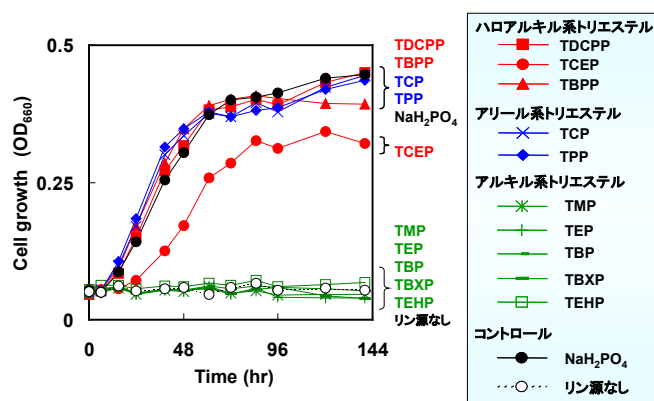 0.5
0.25
0
Cell growth (OD660)
0
48
96
144
Time (hr)
TDCPP
TBPP
TCP
TPP
NaH2PO4
TCEP
TMP
TEP
TBP
TBXP
TEHP
リン源なし
ハロアルキル系トリエステル
TDCPP
TCEP
TBPP
アリール系トリエステル
TCP
TPP
アルキル系トリエステル
TMP
TEP
TBP
TBXP
TEHP
コントロール
NaH2PO4
リン源なし